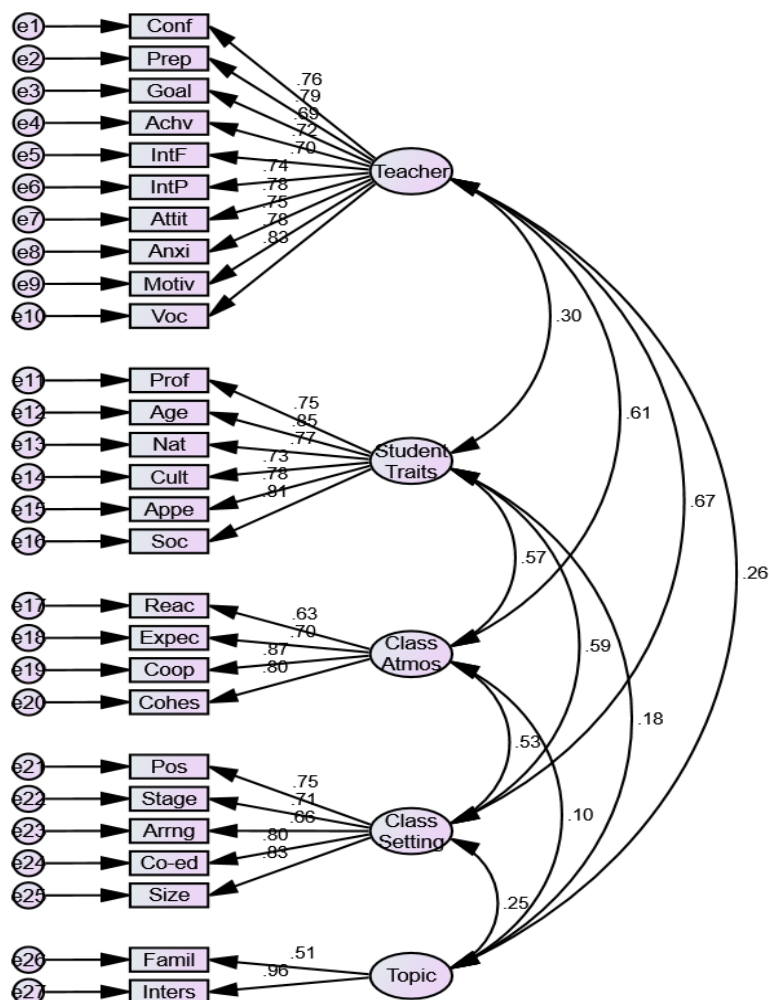 e1 Conf
e2 Prep
e3 Goal
e4 Achv
e5 IntF
e6 IntP
e7 Attit
e8 Anxi
e9 Motiv
e10 Voc
.76
.79
.69
.72
.70
.74
.78
.75
.78
.83
Teacher
e11 Prof
e12 Age
e13 Nat
e14 Cult
e15 Appe
e16 Soc
.75
.85
.77
.73
.78
.81
Student
Traits
e17 Reac
e18 Expec
e19 Coop
e20 Cohes
.63
.70
.87
.80
Class
Atmos
e21 Pos
e22 Stage
e23 Arrng
e24 Co-ed
e25 Size
.75
.71
.66
.80
.83
Class
Setting
e26 Famil
e27 Inters
.51
.96
Topic
.30
.61
.67
.26
.57
.59
.18
.53
.10
.25